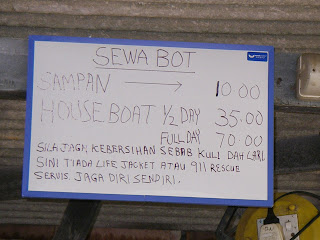 SEWA BOT
SAMPAN → 10.00
HOUSE BOAT 1/2 DAY 35.00
FULL DAY 70.00
SILA JAGA KEBERSIHAN SEBAB KULI DAH LARI.
SINI TIADA LIFE JACKET ATAU 911 RESCUE
SERVIS. JAGA DIRI SENDIRI.